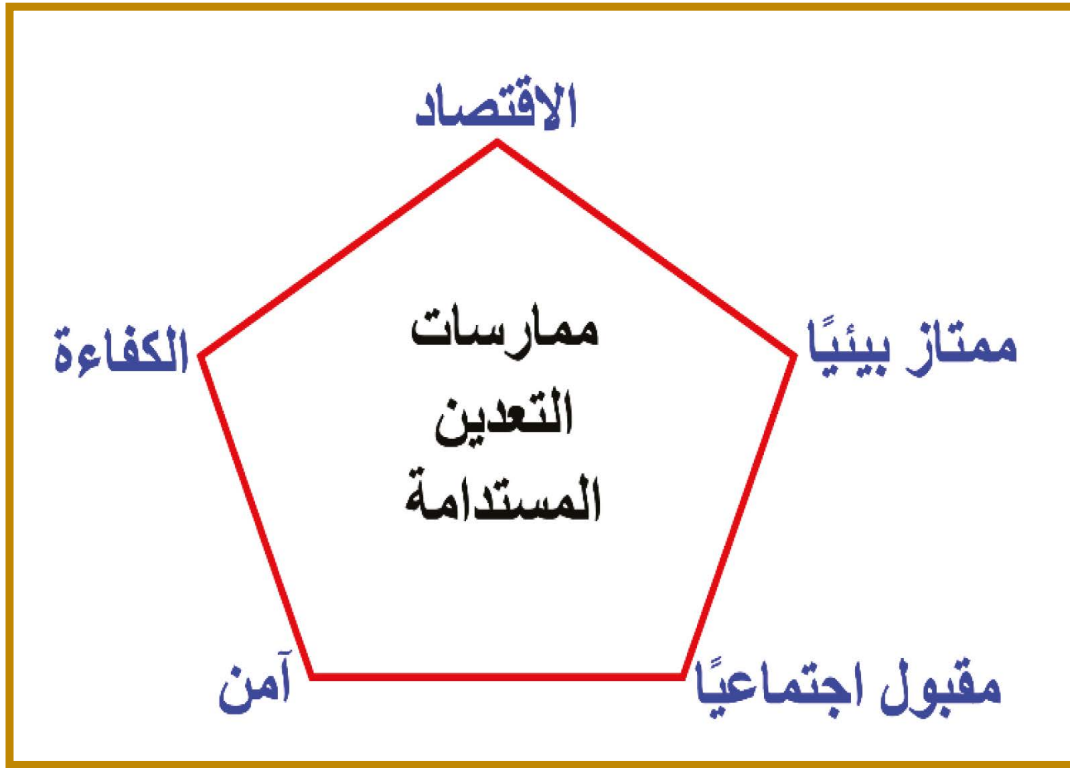 الاقتصاد
ممتاز بيئيًا
الكفاءة
ممارسات
التعدين
المستدامة
مقبول اجتماعيًا
آمن